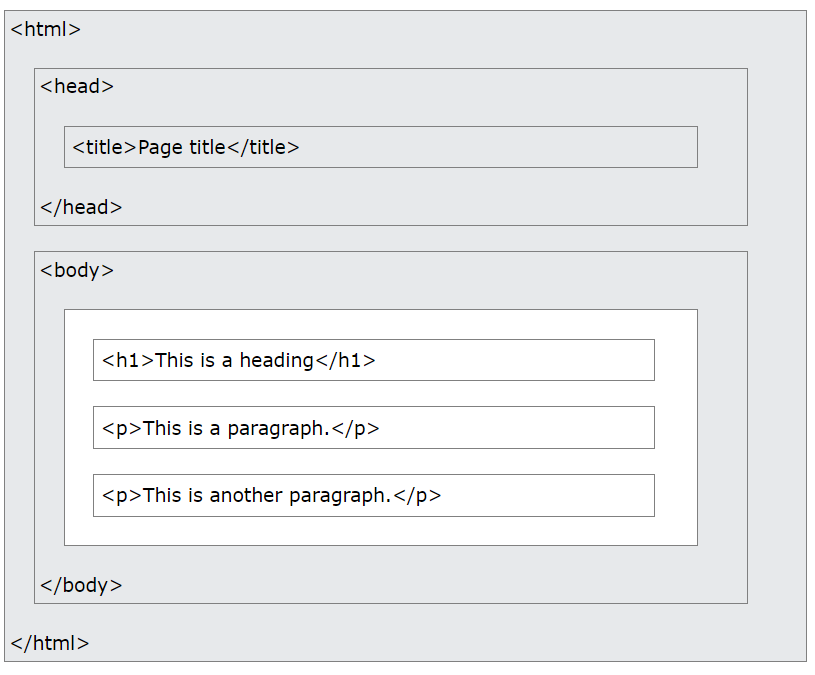 <html>
<head>
<title>Page title</title>
</head>
<body>
<h1>This is a heading</h1>
<p>This is a paragraph.</p>
<p>This is another paragraph.</p>
</body>
</html>